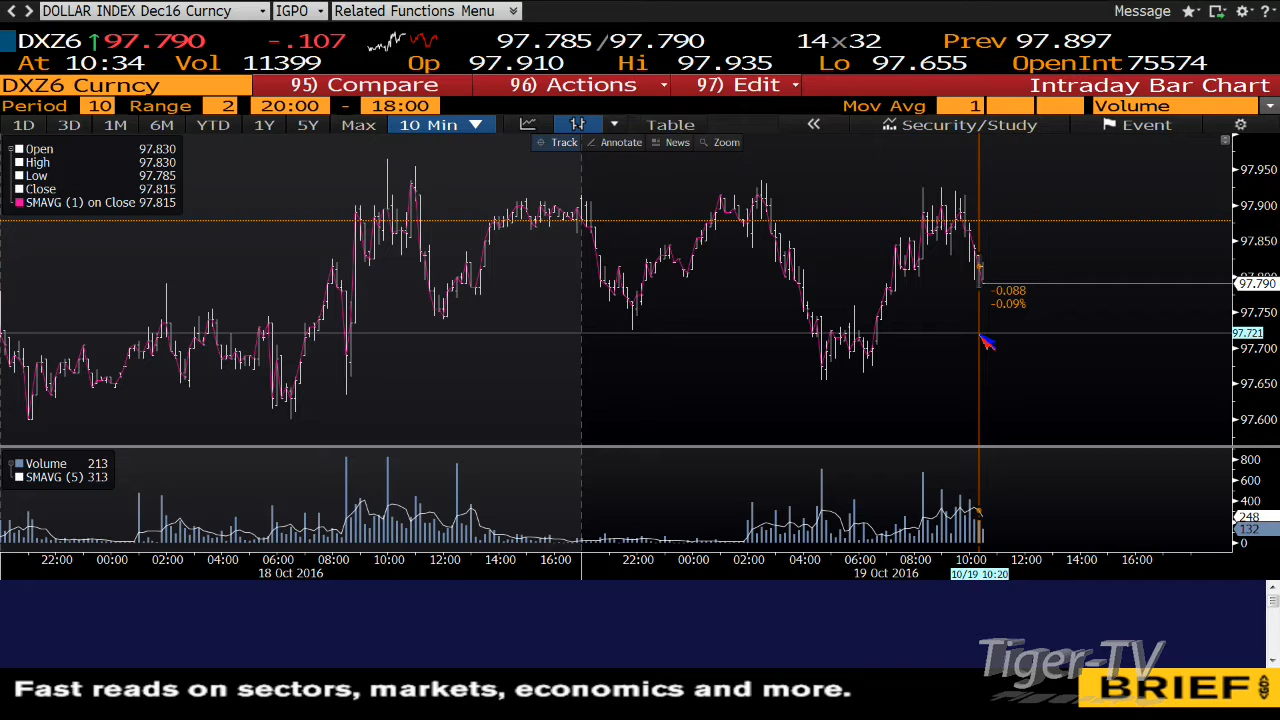 DOLLAR INDEX Dec16 Curncy IGPO Related Functions Menu Message
DXZ6 ↑97.790 -.107 97.785/97.790 14x32 Prev 97.897
At 10:34 Vol 11399 Op 97.910 Hi 97.935 Lo 97.655 OpenInt 75574
DXZ6 Curncy 95) Compare 96) Actions 97) Edit Intraday Bar Chart
Period 10 Range 2 20:00 - 18:00 Mov Avg 1 Volume
1D 3D 1M 6M YTD 1Y 5Y Max 10 Min Table Security/Study Event
Track Annotate News Zoom
Open 97.830
High 97.830
Low 97.785
Close 97.815
SMAVG (1) on Close 97.815
97.950
97.900
97.850
97.790
97.750
97.721
97.700
97.650
97.600
-0.088
-0.09%
Volume 213
SMAVG (5) 313
800
600
400
248
132
0
22:00 00:00 02:00 04:00 06:00 08:00 10:00 12:00 14:00 16:00 22:00 00:00 02:00 04:00 06:00 08:00 10:00 12:00 14:00 16:00
18 Oct 2016 19 Oct 2016 10/19 10:20
Tiger-TV
Fast reads on sectors, markets, economics and more.
BRIEF